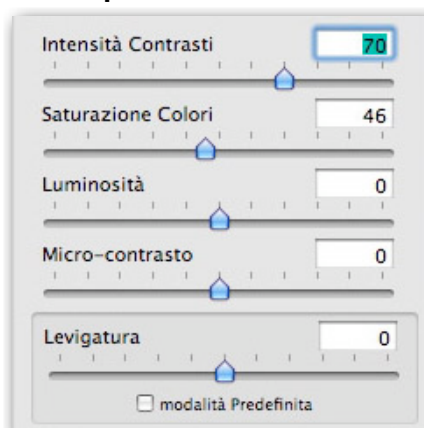 Intensità Contrasti 70
Saturazione Colori 46
Luminosità 0
Micro-contrasto 0
Levigatura 0
modalità Predefinita